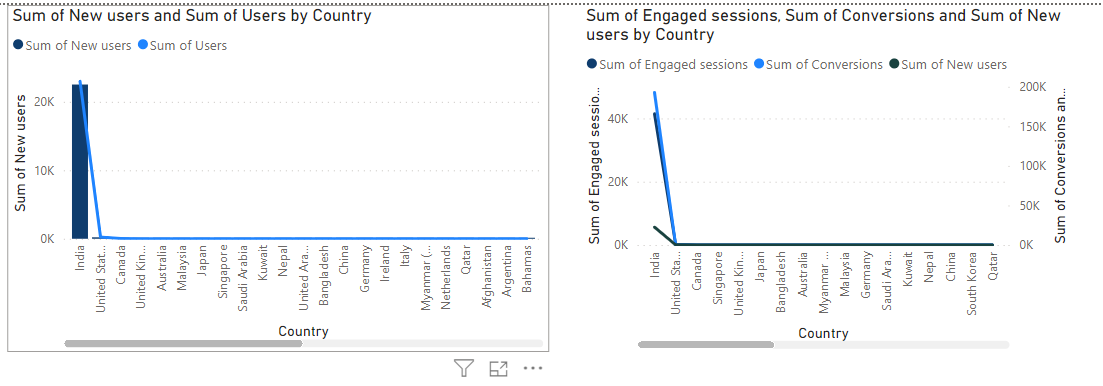 Sum of New users and Sum of Users by Country
Sum of New users Sum of Users
Sum of New users
20K
10K
0K
India
United Stat...
Canada
United Kin...
Australia
Malaysia
Japan
Singapore
Saudi Arabia
Kuwait
Nepal
United Ara...
Bangladesh
China
Germany
Ireland
Italy
Myanmar (...
Netherlands
Qatar
Afghanistan
Argentina
Bahamas
Country
Sum of Engaged sessions, Sum of Conversions and Sum of New
users by Country
Sum of Engaged sessions Sum of Conversions Sum of New users
Sum of Engaged sessio...
40K
20K
0K
200K
150K
100K
50K
0K
Sum of Conversions an...
India
United Sta...
Canada
Singapore
United Kin...
Japan
Bangladesh
Australia
Myanmar ...
Malaysia
Germany
Saudi Ara...
Kuwait
Nepal
China
South Korea
Qatar
Country